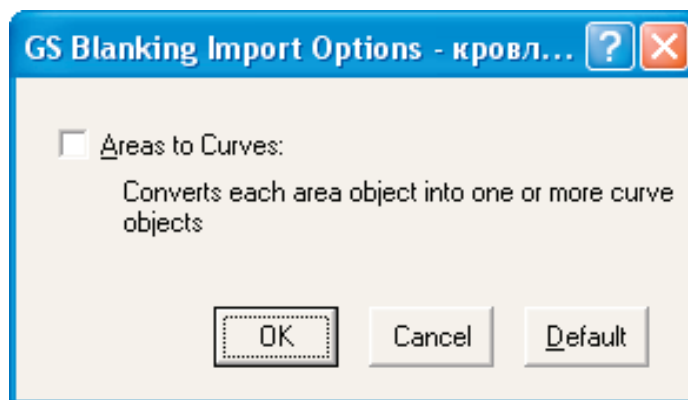 GS Blanking Import Options - кровл...
Areas to Curves:
Converts each area object into one or more curve
objects
OK Cancel Default